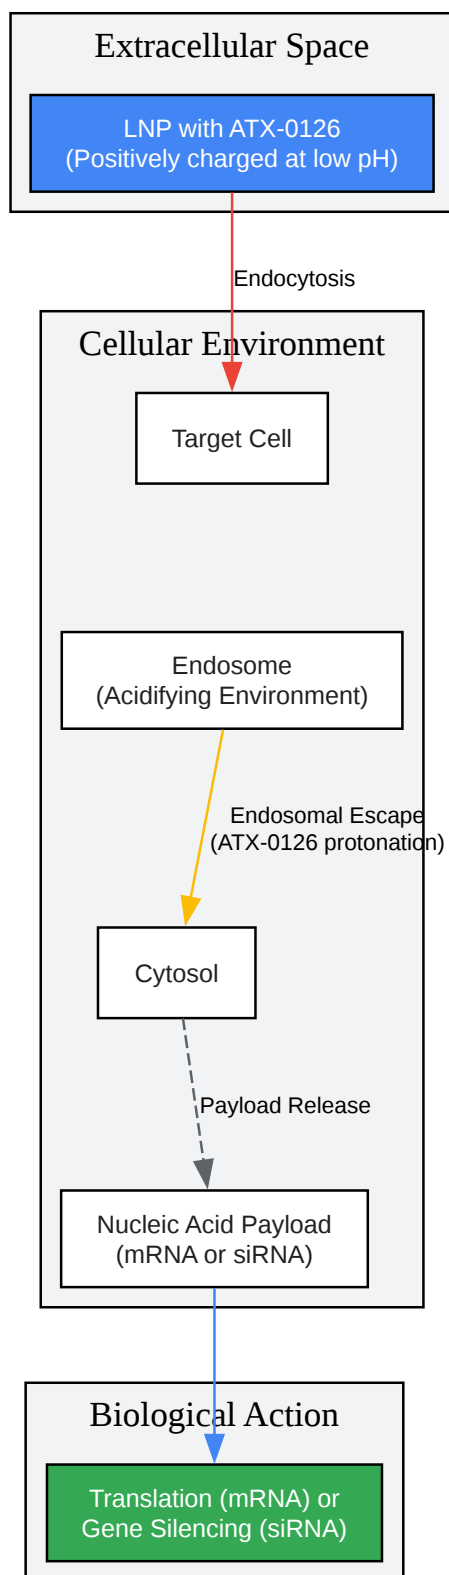 Extracellular Space
LNP with ATX-0126
(Positively charged at low pH)
Endocytosis
Cellular Environment
Target Cell
Endosome
(Acidifying Environment)
Endosomal Escape
(ATX-0126 protonation)
Cytosol
Payload Release
Nucleic Acid Payload
(mRNA or siRNA)
Biological Action
Translation (mRNA) or
Gene Silencing (siRNA)